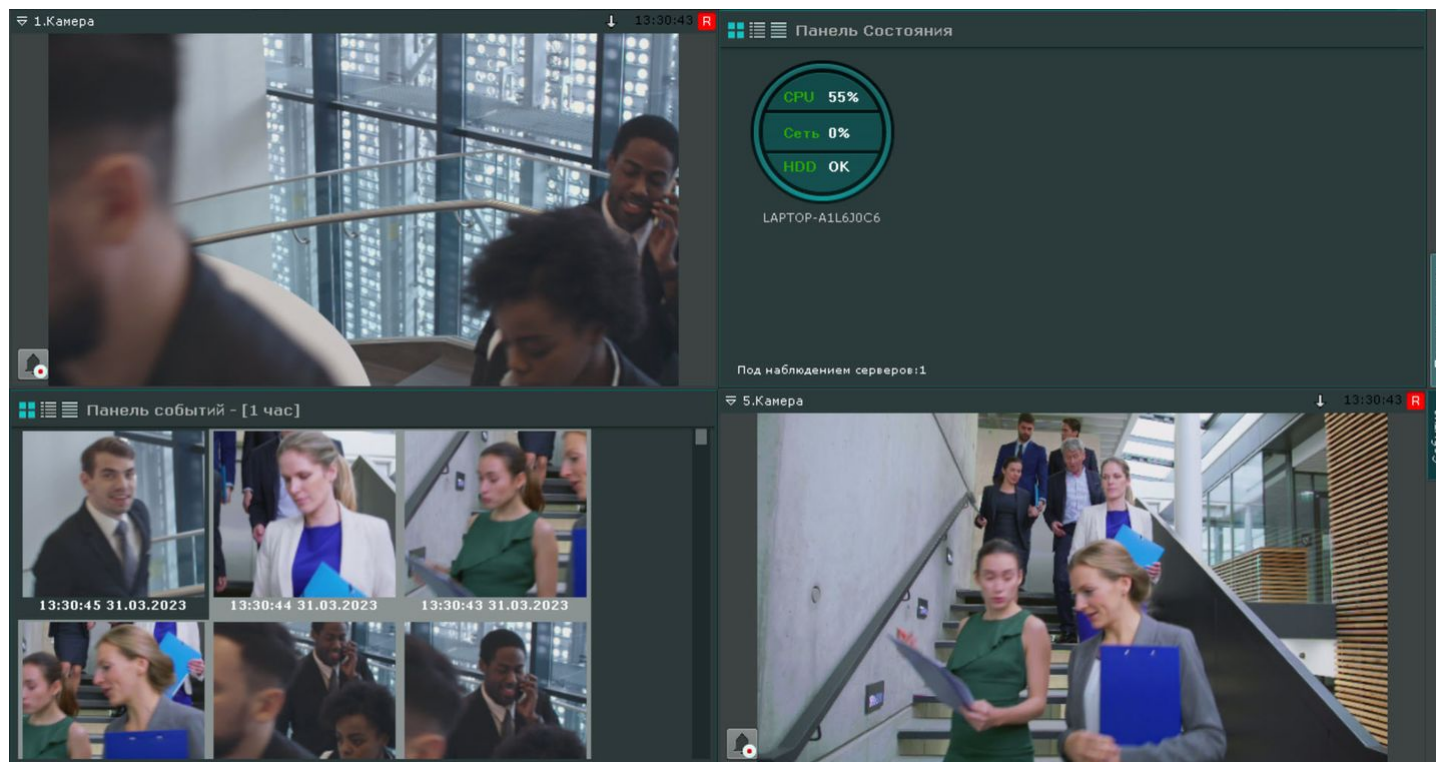 1.Камера
13:30:43 R
Панель Состояния
CPU 55%
Сеть 0%
HDD OK
LAPTOP-A1L6J0C6
Под наблюдением серверов:1
Панель событий - [1 час]
13:30:45 31.03.2023
13:30:44 31.03.2023
13:30:43 31.03.2023
5.Камера
13:30:43 R